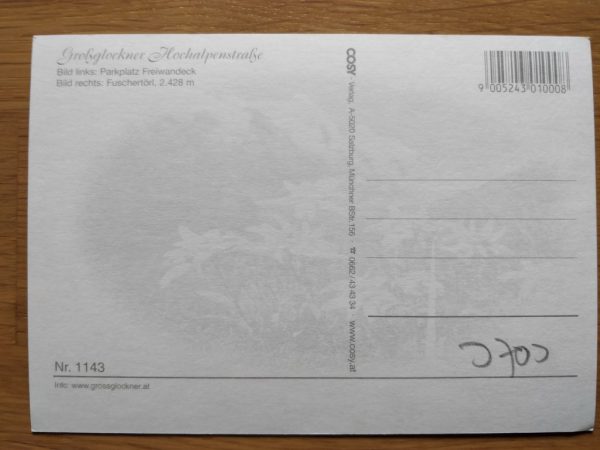 Großglockner Hochalpenstraße
Bild links: Parkplatz Freiwandeck
Bild rechts: Fuschertörl, 2.428 m
COSY - Verlag, A-5020 Salzburg, Münchner BStr. 156 ☎ 0662/43 43 34 · www.cosy.at
9 005243 010008
Nr. 1143
Info: www.grossglockner.at